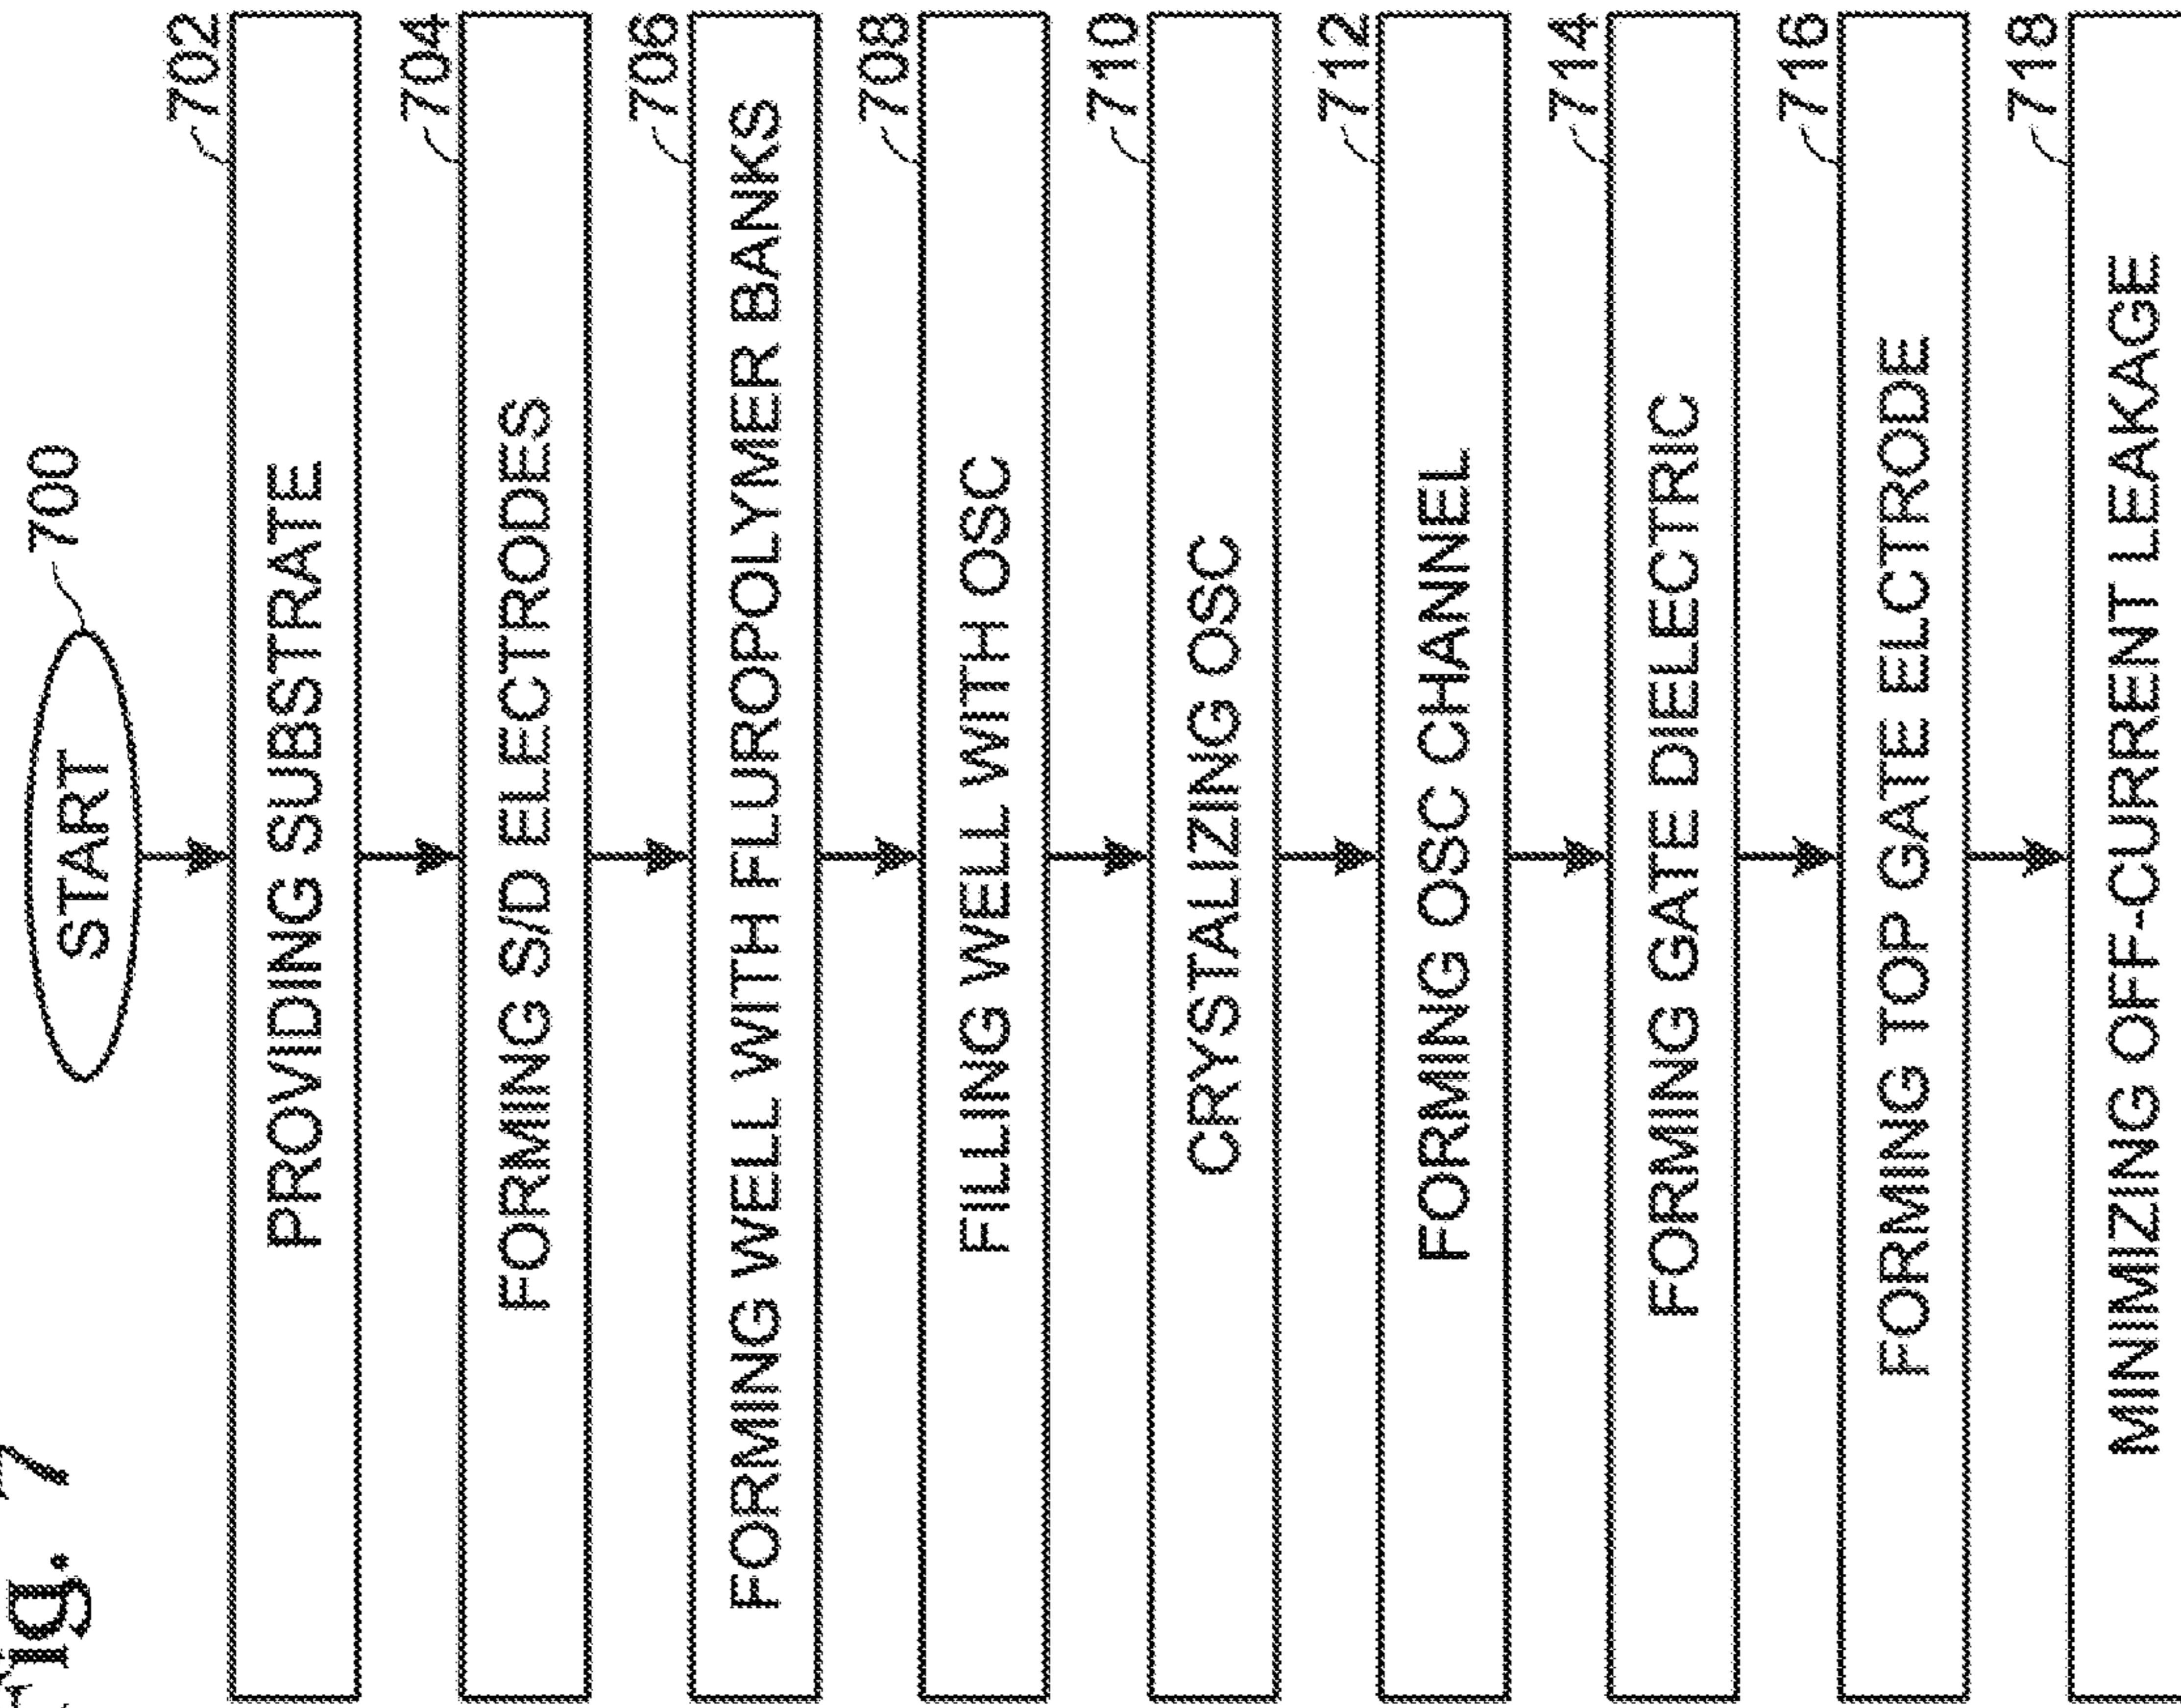 Fig. 7
START
700
702
PROVIDING SUBSTRATE
704
FORMING S/D ELECTRODES
706
FORMING WELL WITH FLUROPOLYMER BANKS
708
FILLING WELL WITH OSC
710
CRYSTALIZING OSC
712
FORMING OSC CHANNEL
714
FORMING GATE DIELECTRIC
716
FORMING TOP GATE ELCTRODE
718
MINIMIZING OFF-CURRENT LEAKAGE